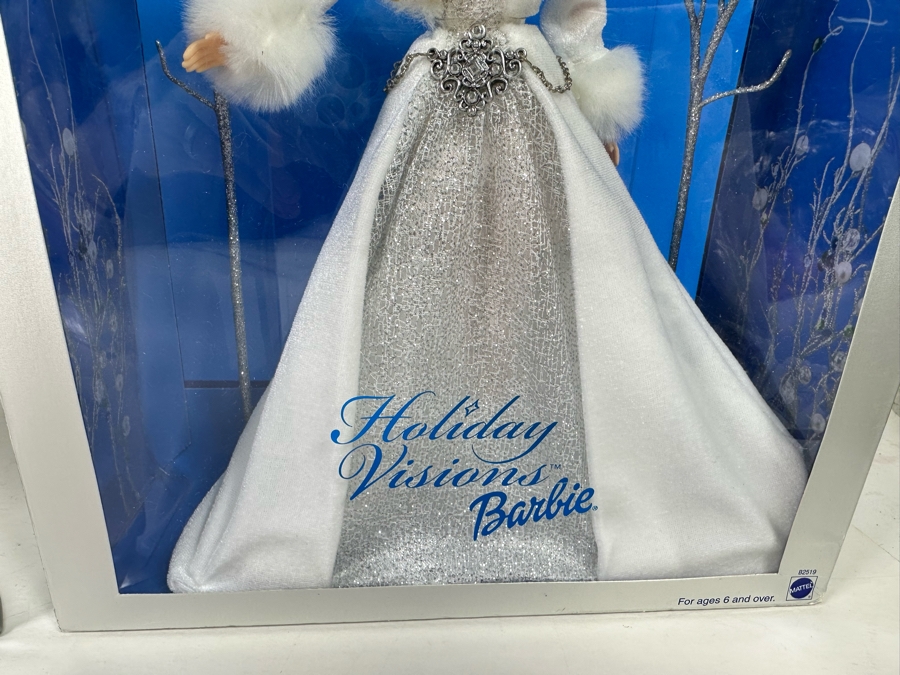 Holiday
Visions™
Barbie®
B2519
For ages 6 and over.
MATTEL